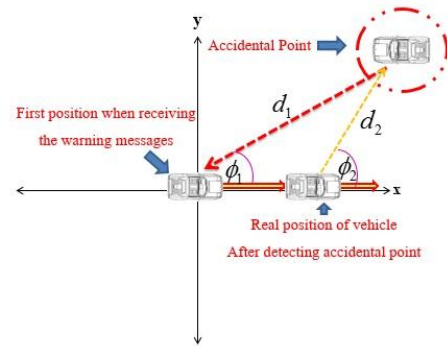 y
Accidental Point
First position when receiving
the warning messages
d₁
d₂
ϕ₁
ϕ₂
x
Real position of vehicle
After detecting accidental point